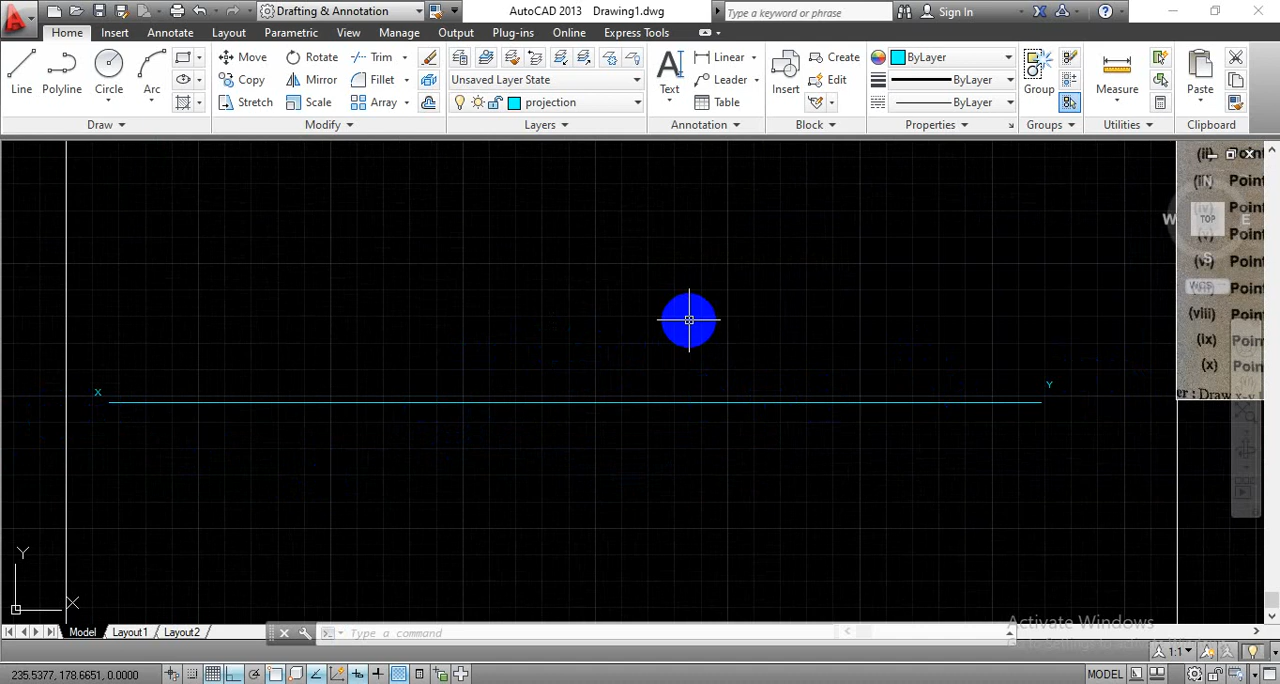 AutoCAD 2013 Drawing1.dwg
Drafting & Annotation
Type a keyword or phrase
Sign In
Home Insert Annotate Layout Parametric View Manage Output Plug-ins Online Express Tools
Line Polyline Circle Arc
Move Rotate Trim
Copy Mirror Fillet
Stretch Scale Array
Unsaved Layer State
projection
Text
Linear
Leader
Table
Insert
Create
Edit
ByLayer
ByLayer
ByLayer
Group
Measure
Paste
Draw Modify Layers Annotation Block Properties Groups Utilities Clipboard
(iii) Point
(iv) Point
(v) Point
(viii) Point
(ix) Point
(x) Point
er : Draw x-y
W TOP E
S
WCS
X
Y
Y
X
Activate Windows
Model Layout1 Layout2
Type a command
1:1
235.5377, 178.6651, 0.0000
MODEL